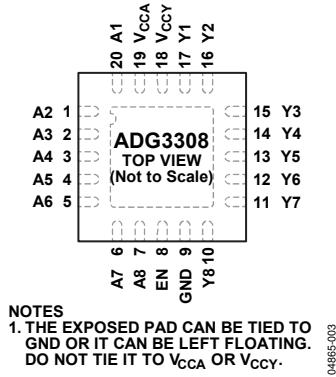 20 A1
19 VCCA
18 VCCY
17 Y1
16 Y2
A2 1
A3 2
A4 3
A5 4
A6 5
ADG3308
TOP VIEW
(Not to Scale)
15 Y3
14 Y4
13 Y5
12 Y6
11 Y7
A7 6
A8 7
EN 8
GND 9
Y8 10
NOTES
1. THE EXPOSED PAD CAN BE TIED TO
GND OR IT CAN BE LEFT FLOATING.
DO NOT TIE IT TO VCCA OR VCCY.
04865-003